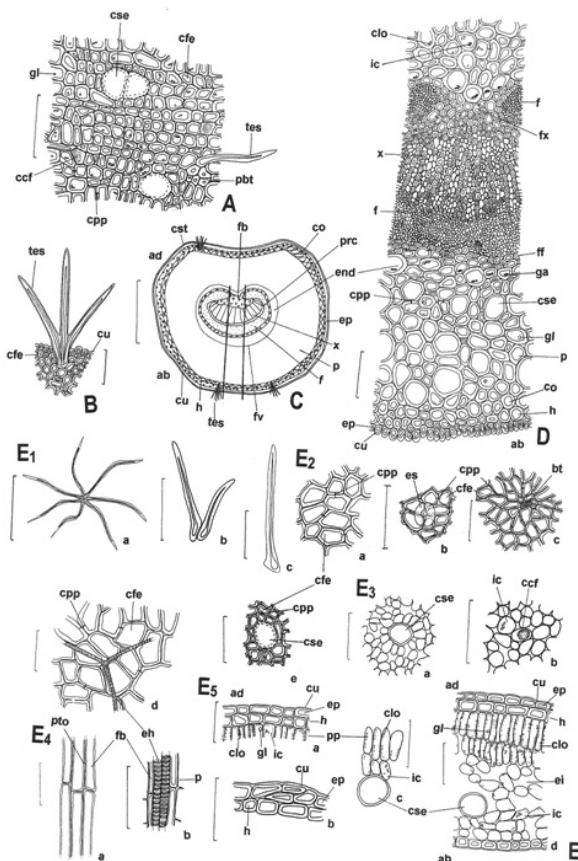 cse
cfe
gl
tes
ccf
pbt
cpp
A
clo
ic
f
fx
x
f
ff
ga
cpp
cse
gl
p
co
h
ep
cu
ab
D
tes
cu
cfe
B
cst
fb
co
ad
prc
end
ep
x
p
f
ab
cu
h
tes
fv
C
E1
a
b
c
E2
cpp
a
es
cpp
cfe
b
bt
c
cfe
cpp
cfe
d
cpp
cse
e
E3
cse
a
ic
ccf
b
E4
pto
fb
eh
p
a
b
E5
ad
cu
ep
h
clo
gl
ic
a
cu
ep
h
b
clo
pp
ic
cse
c
ad
cu
ep
h
gl
clo
ei
cse
ic
d
ab
E